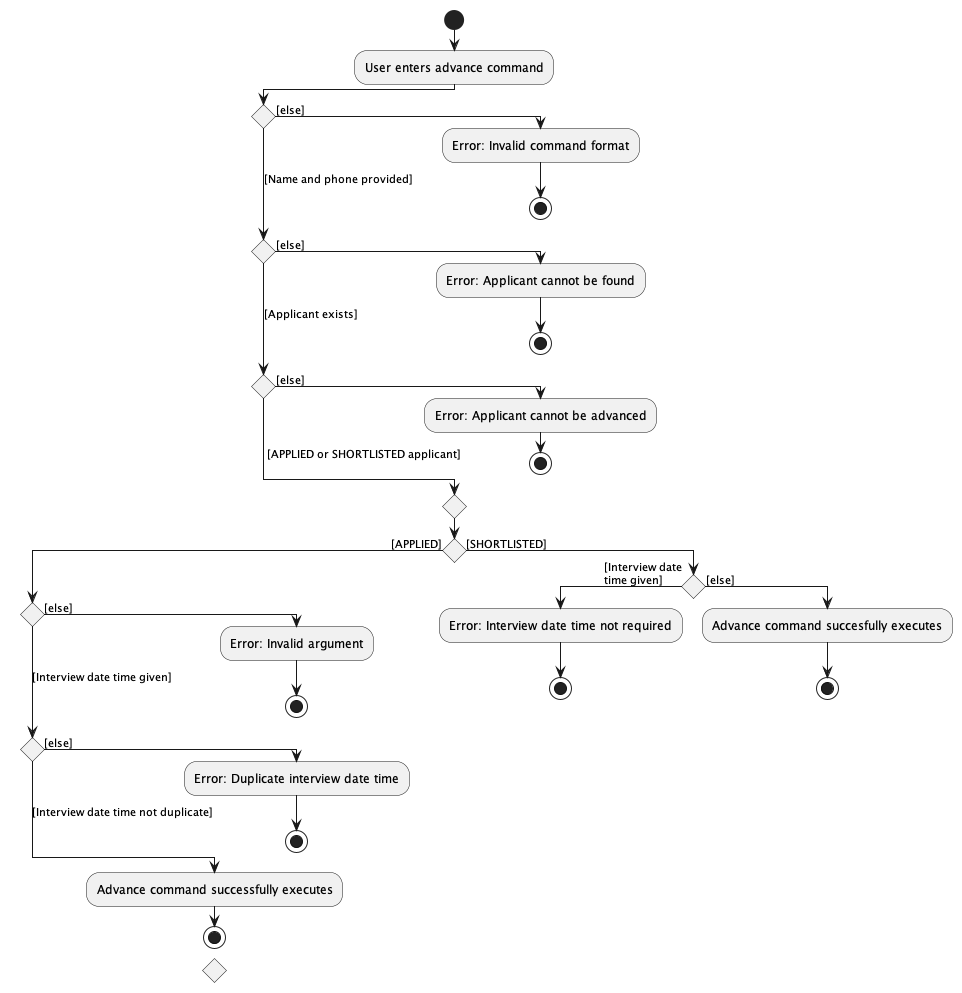 User enters advance command
[else]
Error: Invalid command format
[Name and phone provided]
[else]
Error: Applicant cannot be found
[Applicant exists]
[else]
Error: Applicant cannot be advanced
[APPLIED or SHORTLISTED applicant]
[APPLIED]
[SHORTLISTED]
[Interview date
time given]
[else]
[else]
Error: Interview date time not required
Advance command succesfully executes
Error: Invalid argument
[Interview date time given]
[else]
Error: Duplicate interview date time
[Interview date time not duplicate]
Advance command successfully executes